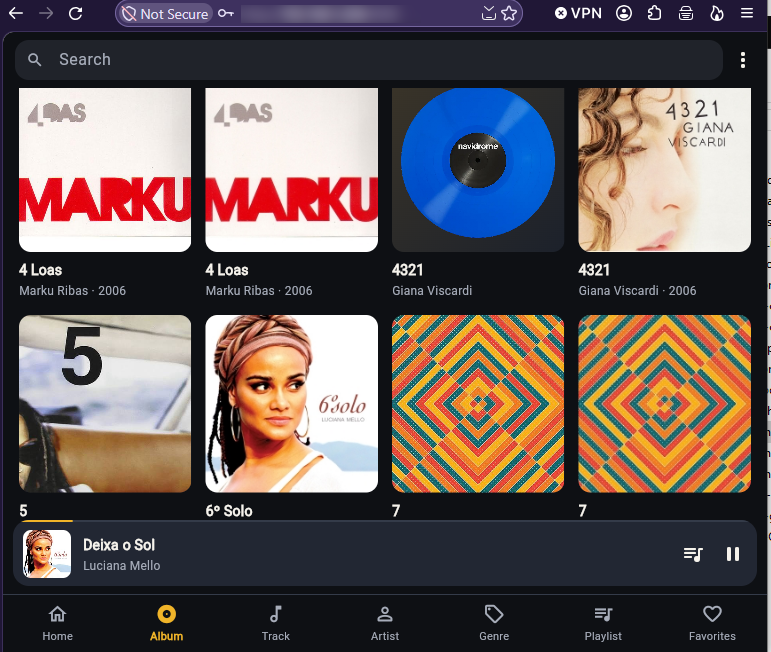 Not Secure
VPN
Search
4 LOAS
MARKU
4 LOAS
MARKU
navidrome
4321
GIANA
VISCARDI
4 Loas
Marku Ribas · 2006
4 Loas
Marku Ribas · 2006
4321
Giana Viscardi
4321
Giana Viscardi · 2006
5
6º solo
LUCIANA MELLO
5
6º Solo
7
7
Deixa o Sol
Luciana Mello
Home
Album
Track
Artist
Genre
Playlist
Favorites